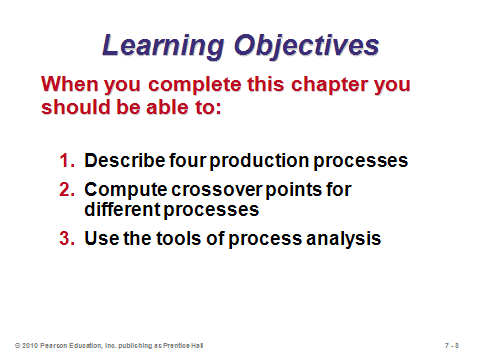 Learning Objectives
When you complete this chapter you
should be able to:
1. Describe four production processes
2. Compute crossover points for
different processes
3. Use the tools of process analysis
© 2010 Pearson Education, Inc. publishing as Prentice Hall
7 - 8